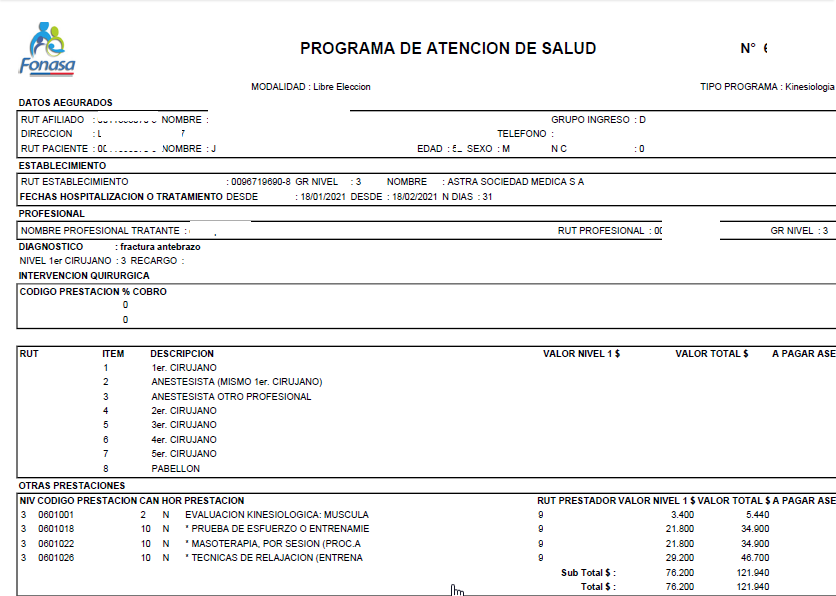 Fonasa
PROGRAMA DE ATENCION DE SALUD N°
MODALIDAD : Libre Eleccion TIPO PROGRAMA : Kinesiologia
DATOS AEGURADOS
RUT AFILIADO : NOMBRE : GRUPO INGRESO : D
DIRECCION : TELEFONO :
RUT PACIENTE : NOMBRE : J EDAD : SEXO : M N C : 0
ESTABLECIMIENTO
RUT ESTABLECIMIENTO : 0096719690-8 GR NIVEL : 3 NOMBRE : ASTRA SOCIEDAD MEDICA S A
FECHAS HOSPITALIZACION O TRATAMIENTO DESDE : 18/01/2021 DESDE : 18/02/2021 N DIAS : 31
PROFESIONAL
NOMBRE PROFESIONAL TRATANTE : RUT PROFESIONAL : GR NIVEL : 3
DIAGNOSTICO : fractura antebrazo
NIVEL 1er CIRUJANO : 3 RECARGO :
INTERVENCION QUIRURGICA
CODIGO PRESTACION % COBRO
0
0
RUT ITEM DESCRIPCION VALOR NIVEL 1 $ VALOR TOTAL $ A PAGAR ASE
1 1er. CIRUJANO
2 ANESTESISTA (MISMO 1er. CIRUJANO)
3 ANESTESISTA OTRO PROFESIONAL
4 2er. CIRUJANO
5 3er. CIRUJANO
6 4er. CIRUJANO
7 5er. CIRUJANO
8 PABELLON
OTRAS PRESTACIONES
NIV CODIGO PRESTACION CAN HOR PRESTACION RUT PRESTADOR VALOR NIVEL 1 $ VALOR TOTAL $ A PAGAR ASE
3 0601001 2 N EVALUACION KINESIOLOGICA: MUSCULA 9 3.400 5.440
3 0601018 10 N * PRUEBA DE ESFUERZO O ENTRENAMIE 9 21.800 34.900
3 0601022 10 N * MASOTERAPIA, POR SESION (PROC.A 9 21.800 34.900
3 0601026 10 N * TECNICAS DE RELAJACION (ENTRENA 9 29.200 46.700
Sub Total $ : 76.200 121.940
Total $ : 76.200 121.940